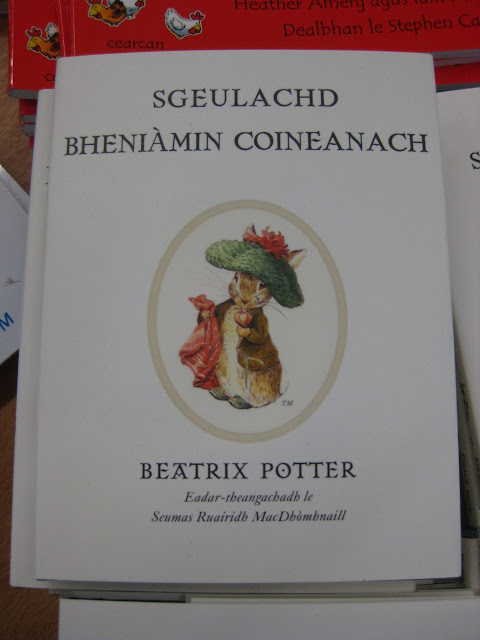 Heather Amery agus
Dealbhan le Stephen
cearcan
SGEULACHD
BHENIÀMIN COINEANACH
TM
BEATRIX POTTER
Eadar-theangachadh le
Seumas Ruairidh MacDhòmhnaill
S
M